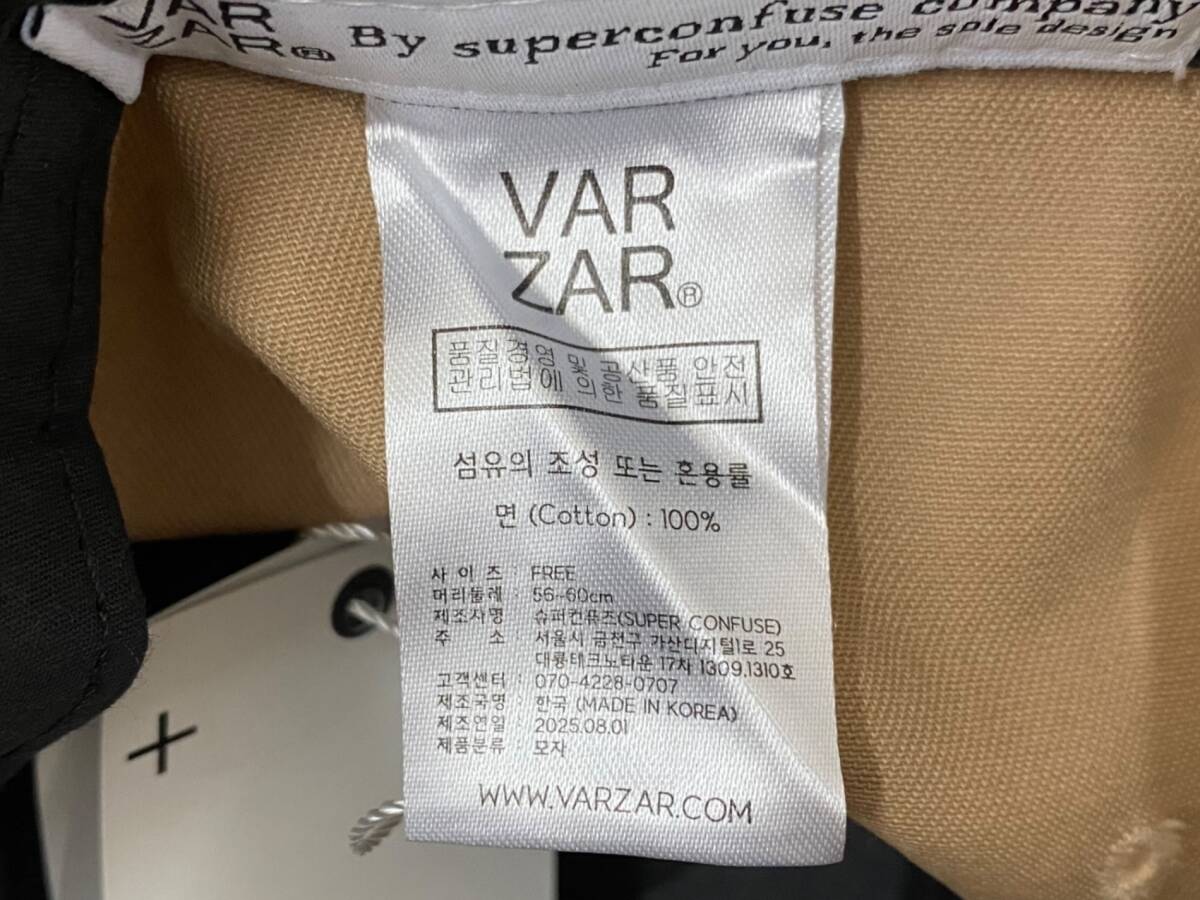 VAR
ZAR® By superconfuse company
For you, the sole design
VAR
ZAR®
품질경영 및 공산품 안전
관리법에 의한 품질표시
섬유의 조성 또는 혼용률
면 (Cotton) : 100%
사 이 즈 : FREE
머리둘레 : 56~60cm
제조자명 : 슈퍼컨퓨즈(SUPER CONFUSE)
주 소 : 서울시 금천구 가산디지털1로 25
대륭테크노타운 17차 1309.1310호
고객센터 : 070-4228-0707
제조국명 : 한국 (MADE IN KOREA)
제조연일 : 2025.08.01
제품분류 : 모자
WWW.VARZAR.COM